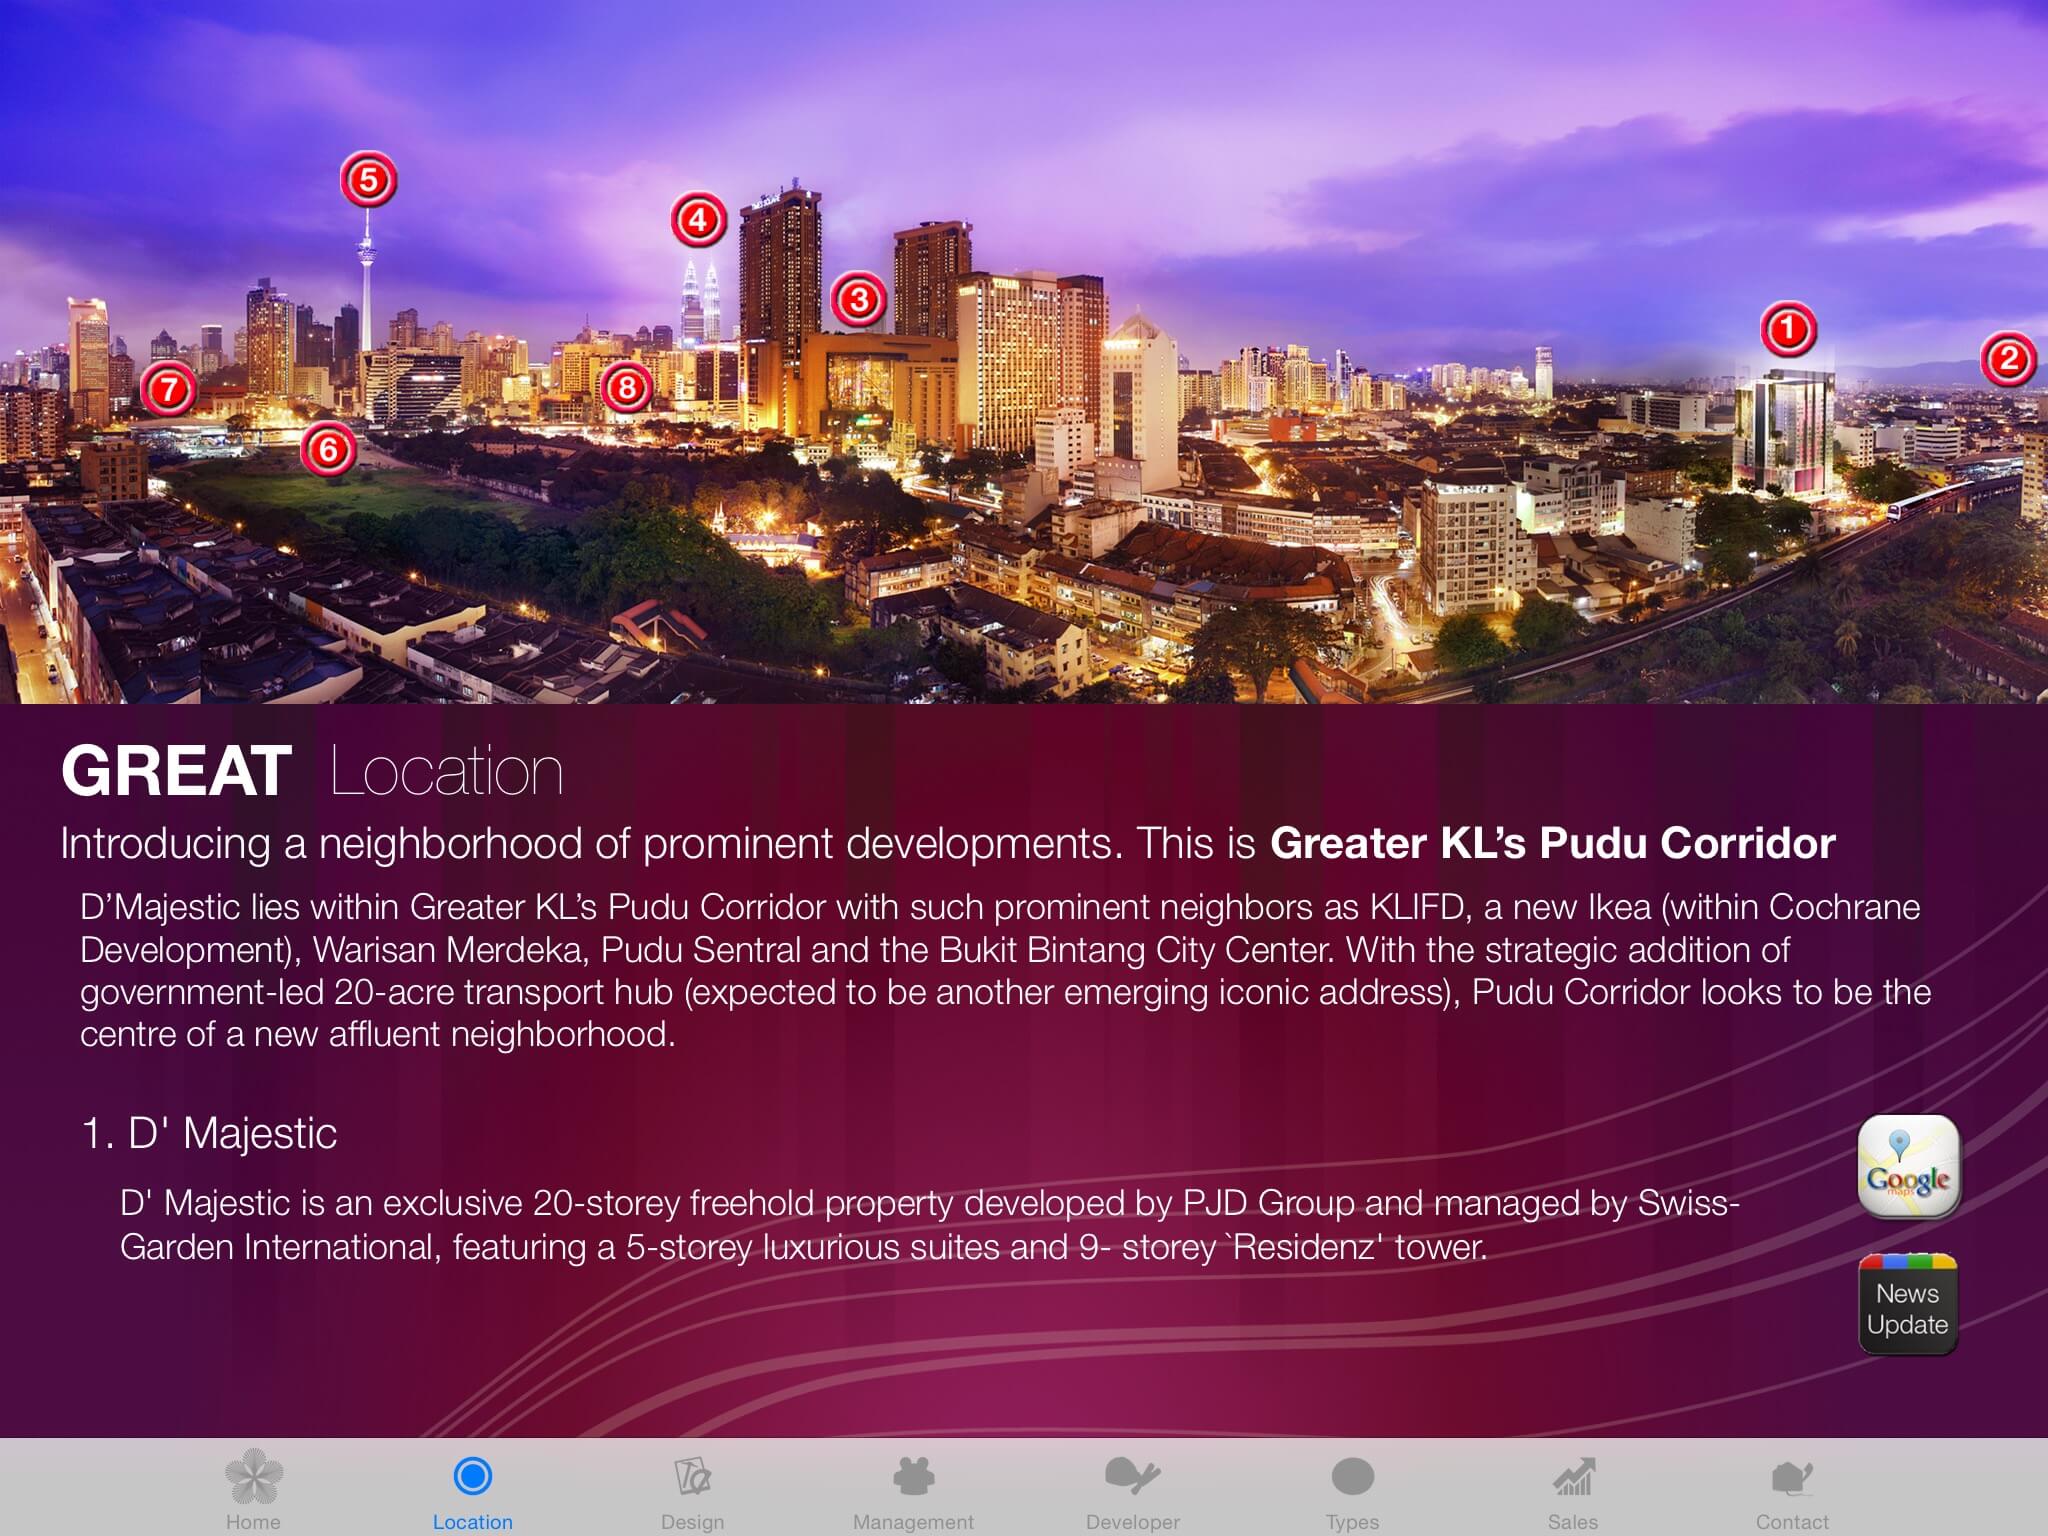 5
4
TIMES SQUARE
3
1
2
7
8
6
GREAT Location
Introducing a neighborhood of prominent developments. This is Greater KL’s Pudu Corridor
D’Majestic lies within Greater KL’s Pudu Corridor with such prominent neighbors as KLIFD, a new Ikea (within Cochrane
Development), Warisan Merdeka, Pudu Sentral and the Bukit Bintang City Center. With the strategic addition of
government-led 20-acre transport hub (expected to be another emerging iconic address), Pudu Corridor looks to be the
centre of a new affluent neighborhood.
1. D' Majestic
D' Majestic is an exclusive 20-storey freehold property developed by PJD Group and managed by Swiss-
Garden International, featuring a 5-storey luxurious suites and 9- storey `Residenz' tower.
Google
maps
News
Update
Home Location Design Management Developer Types Sales Contact